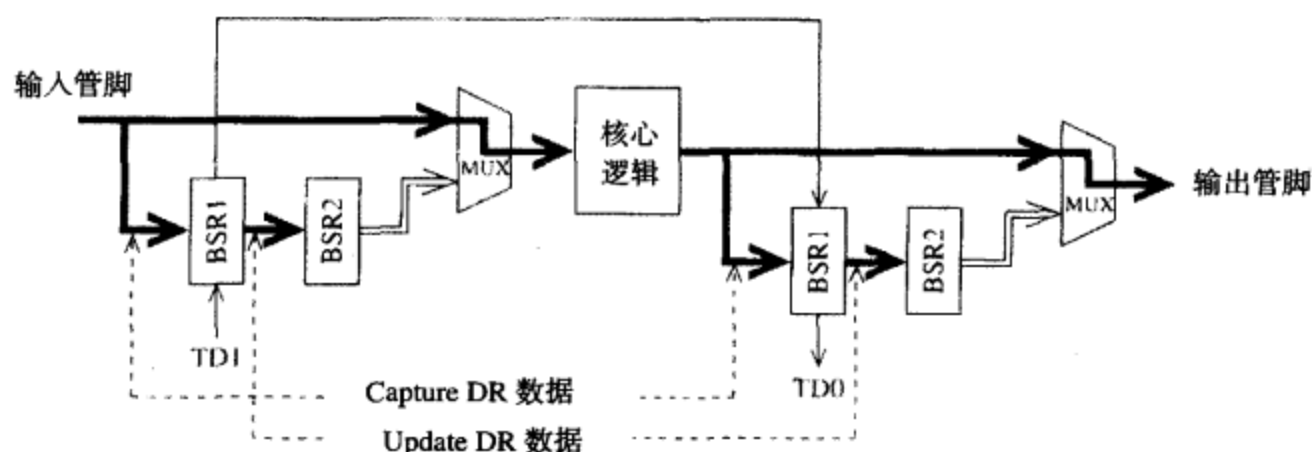 输入管脚
MUX
核心
逻辑
BSR1
BSR2
TD1
MUX
输出管脚
BSR1
BSR2
TD0
Capture DR 数据
Update DR 数据